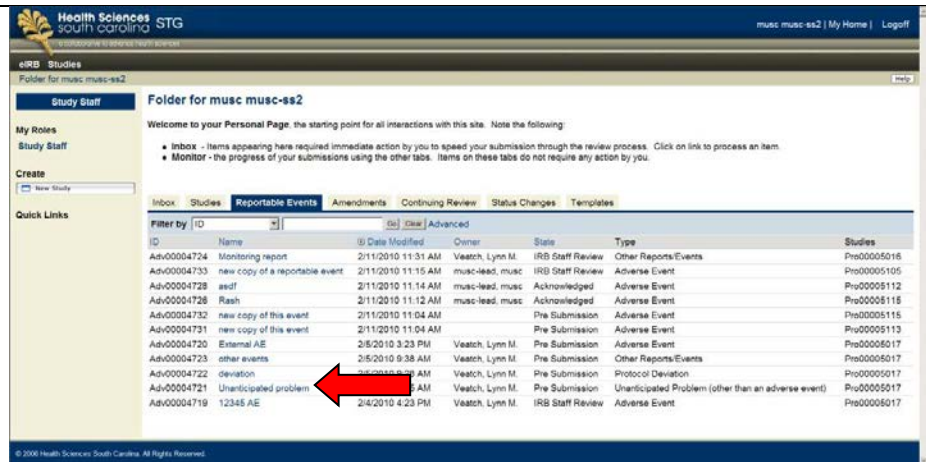 Health Sciences
south carolina STG
musc musc-ss2 | My Home | Logoff
eIRB Studies
Folder for musc musc-ss2
Help
Study Staff
My Roles
Study Staff
Create
New Study
Quick Links
Folder for musc musc-ss2
Welcome to your Personal Page, the starting point for all interactions with this site. Note the following:
• Inbox - Items appearing here required immediate action by you to speed your submission through the review process. Click on link to process an item.
• Monitor - the progress of your submissions using the other tabs. Items on these tabs do not require any action by you.
Inbox Studies Reportable Events Amendments Continuing Review Status Changes Templates
Filter by ID Go Clear Advanced
ID Name Date Modified Owner State Type Studies
Adv00004724 Monitoring report 2/11/2010 11:31 AM Veatch, Lynn M. IRB Staff Review Other Reports/Events Pro00005016
Adv00004733 new copy of a reportable event 2/11/2010 11:15 AM musc-lead, musc IRB Staff Review Adverse Event Pro00005105
Adv00004728 asdf 2/11/2010 11:14 AM musc-lead, musc Acknowledged Adverse Event Pro00005112
Adv00004726 Rash 2/11/2010 11:12 AM musc-lead, musc Acknowledged Adverse Event Pro00005115
Adv00004732 new copy of this event 2/11/2010 11:04 AM Pre Submission Adverse Event Pro00005115
Adv00004731 new copy of this event 2/11/2010 11:04 AM Pre Submission Adverse Event Pro00005113
Adv00004720 External AE 2/5/2010 3:23 PM Veatch, Lynn M. Pre Submission Adverse Event Pro00005017
Adv00004723 other events 2/5/2010 9:38 AM Veatch, Lynn M. Pre Submission Other Reports/Events Pro00005017
Adv00004722 deviation AM Veatch, Lynn M. Pre Submission Protocol Deviation Pro00005017
Adv00004721 Unanticipated problem AM Veatch, Lynn M. Pre Submission Unanticipated Problem (other than an adverse event) Pro00005017
Adv00004719 12345 AE 2/4/2010 4:23 PM Veatch, Lynn M. IRB Staff Review Adverse Event Pro00005017
© 2006 Health Sciences South Carolina. All Rights Reserved.